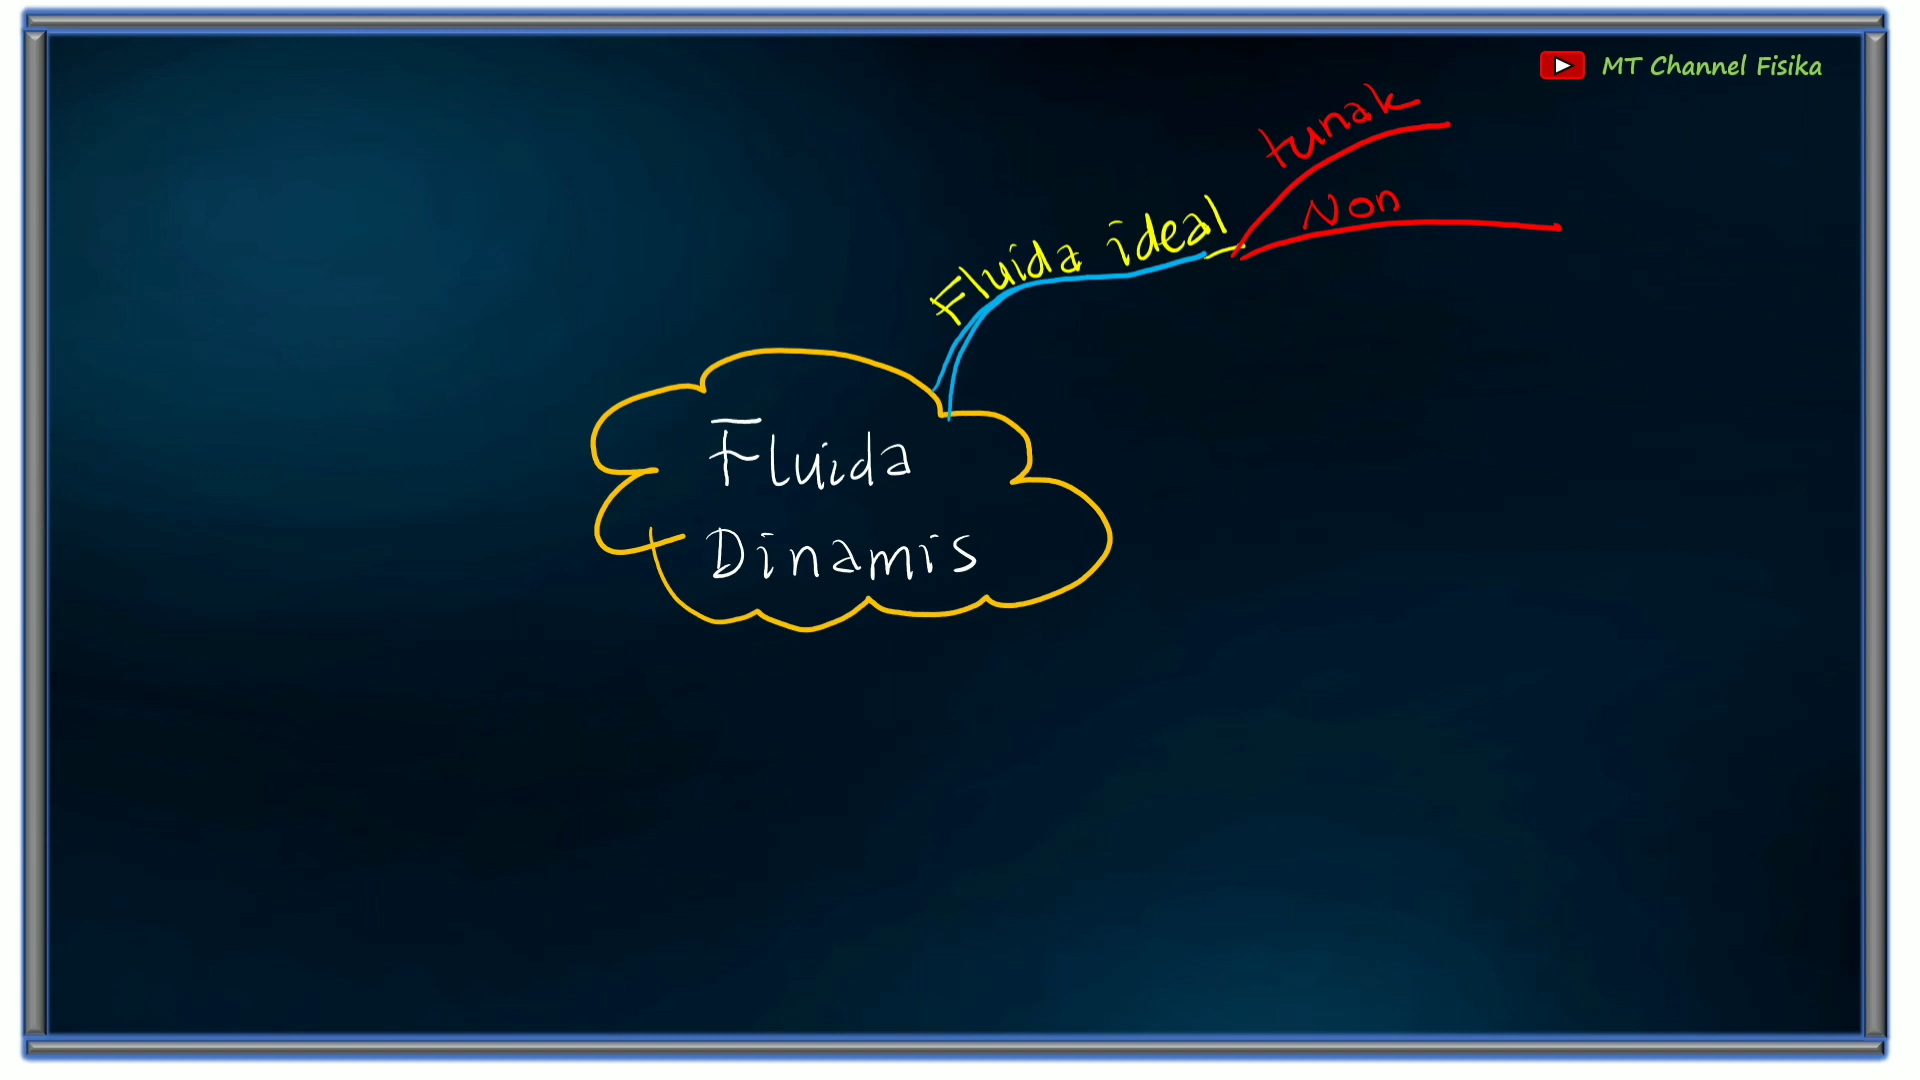 MT Channel Fisika
tunak
Non
Fluida ideal
Fluida
Dinamis